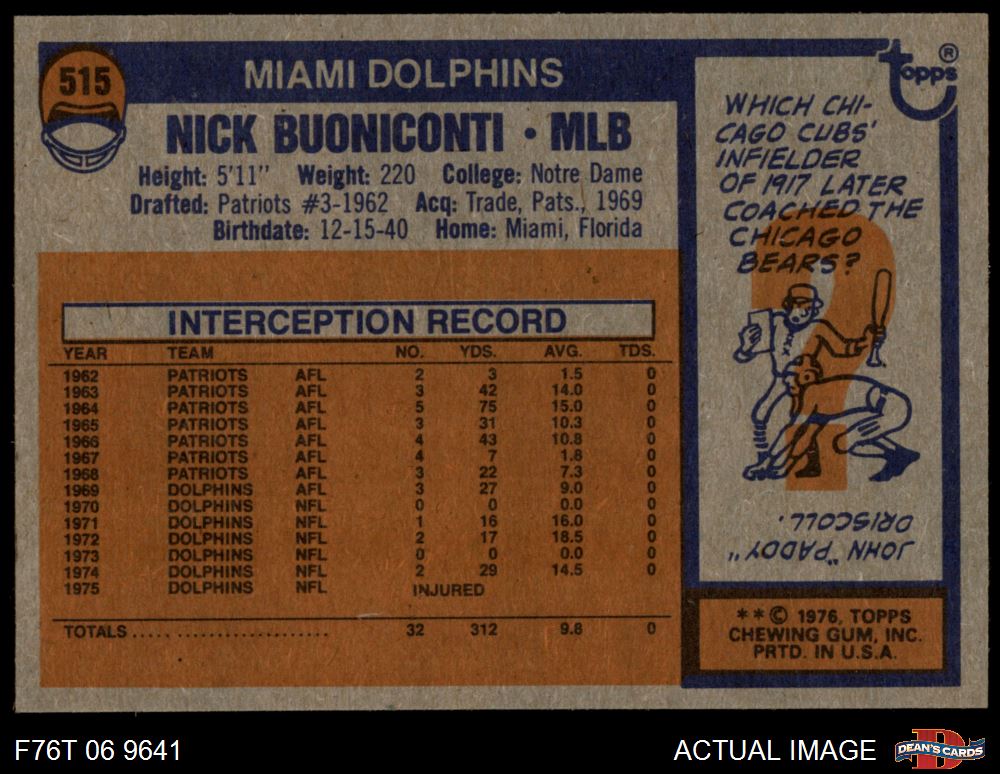 515
MIAMI DOLPHINS
topps®
NICK BUONICONTI • MLB
Height: 5'11" Weight: 220 College: Notre Dame
Drafted: Patriots #3-1962 Acq: Trade, Pats., 1969
Birthdate: 12-15-40 Home: Miami, Florida
INTERCEPTION RECORD
YEAR TEAM NO. YDS. AVG. TDS.
1962 PATRIOTS AFL 2 3 1.5 0
1963 PATRIOTS AFL 3 42 14.0 0
1964 PATRIOTS AFL 5 75 15.0 0
1965 PATRIOTS AFL 3 31 10.3 0
1966 PATRIOTS AFL 4 43 10.8 0
1967 PATRIOTS AFL 4 7 1.8 0
1968 PATRIOTS AFL 3 22 7.3 0
1969 DOLPHINS AFL 3 27 9.0 0
1970 DOLPHINS NFL 0 0 0.0 0
1971 DOLPHINS NFL 1 16 16.0 0
1972 DOLPHINS NFL 2 17 18.5 0
1973 DOLPHINS NFL 0 0 0.0 0
1974 DOLPHINS NFL 2 29 14.5 0
1975 DOLPHINS NFL INJURED
TOTALS..... .................... 32 312 9.8 0
WHICH CHI-
CAGO CUBS'
INFIELDER
OF 1917 LATER
COACHED THE
CHICAGO
BEARS?
?
JOHN "PADDY"
DRISCOLL.
**© 1976, TOPPS
CHEWING GUM, INC.
PRTD. IN U.S.A.
F76T 06 9641
ACTUAL IMAGE
D
DEAN'S CARDS